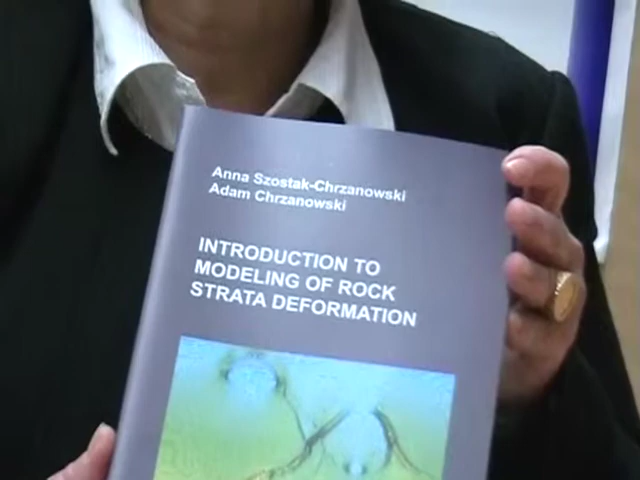 Anna Szostak-Chrzanowski
Adam Chrzanowski
INTRODUCTION TO
MODELING OF ROCK
STRATA DEFORMATION